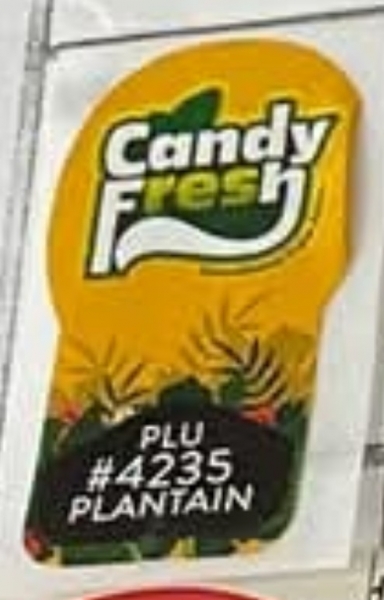 Candy
Fresh
PLU
#4235
PLANTAIN